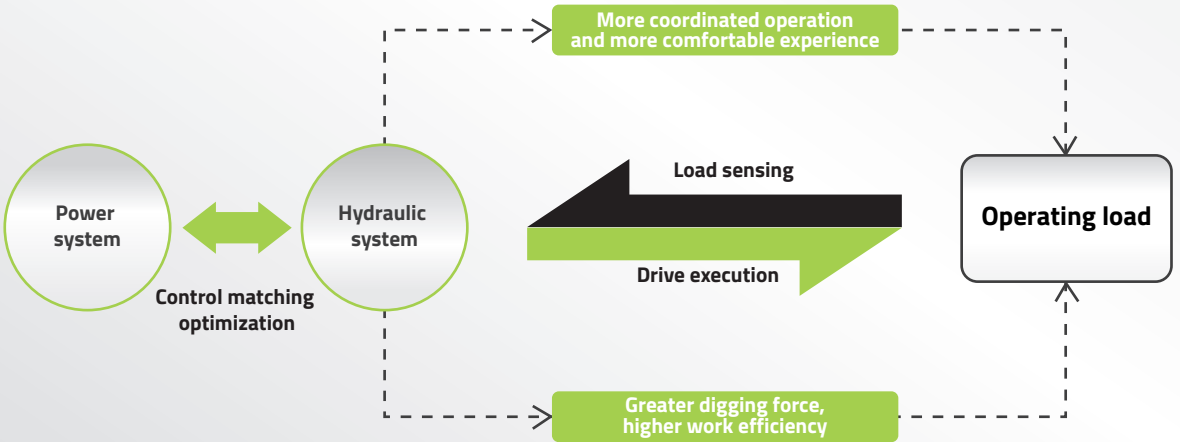 More coordinated operation
and more comfortable experience
Load sensing
Power
system
Hydraulic
system
Operating load
Drive execution
Control matching
optimization
Greater digging force,
higher work efficiency